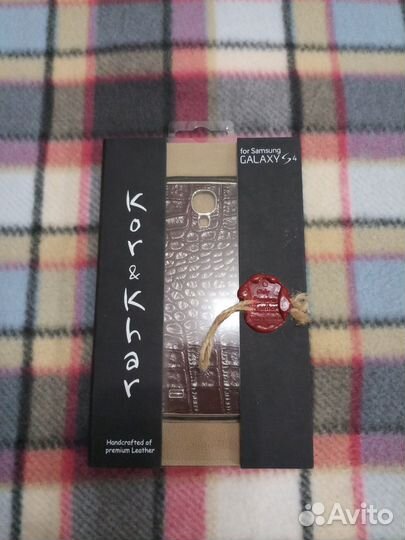 for Samsung
GALAXY S4
Kor & Khar
Handcrafted of
premium Leather
Avito